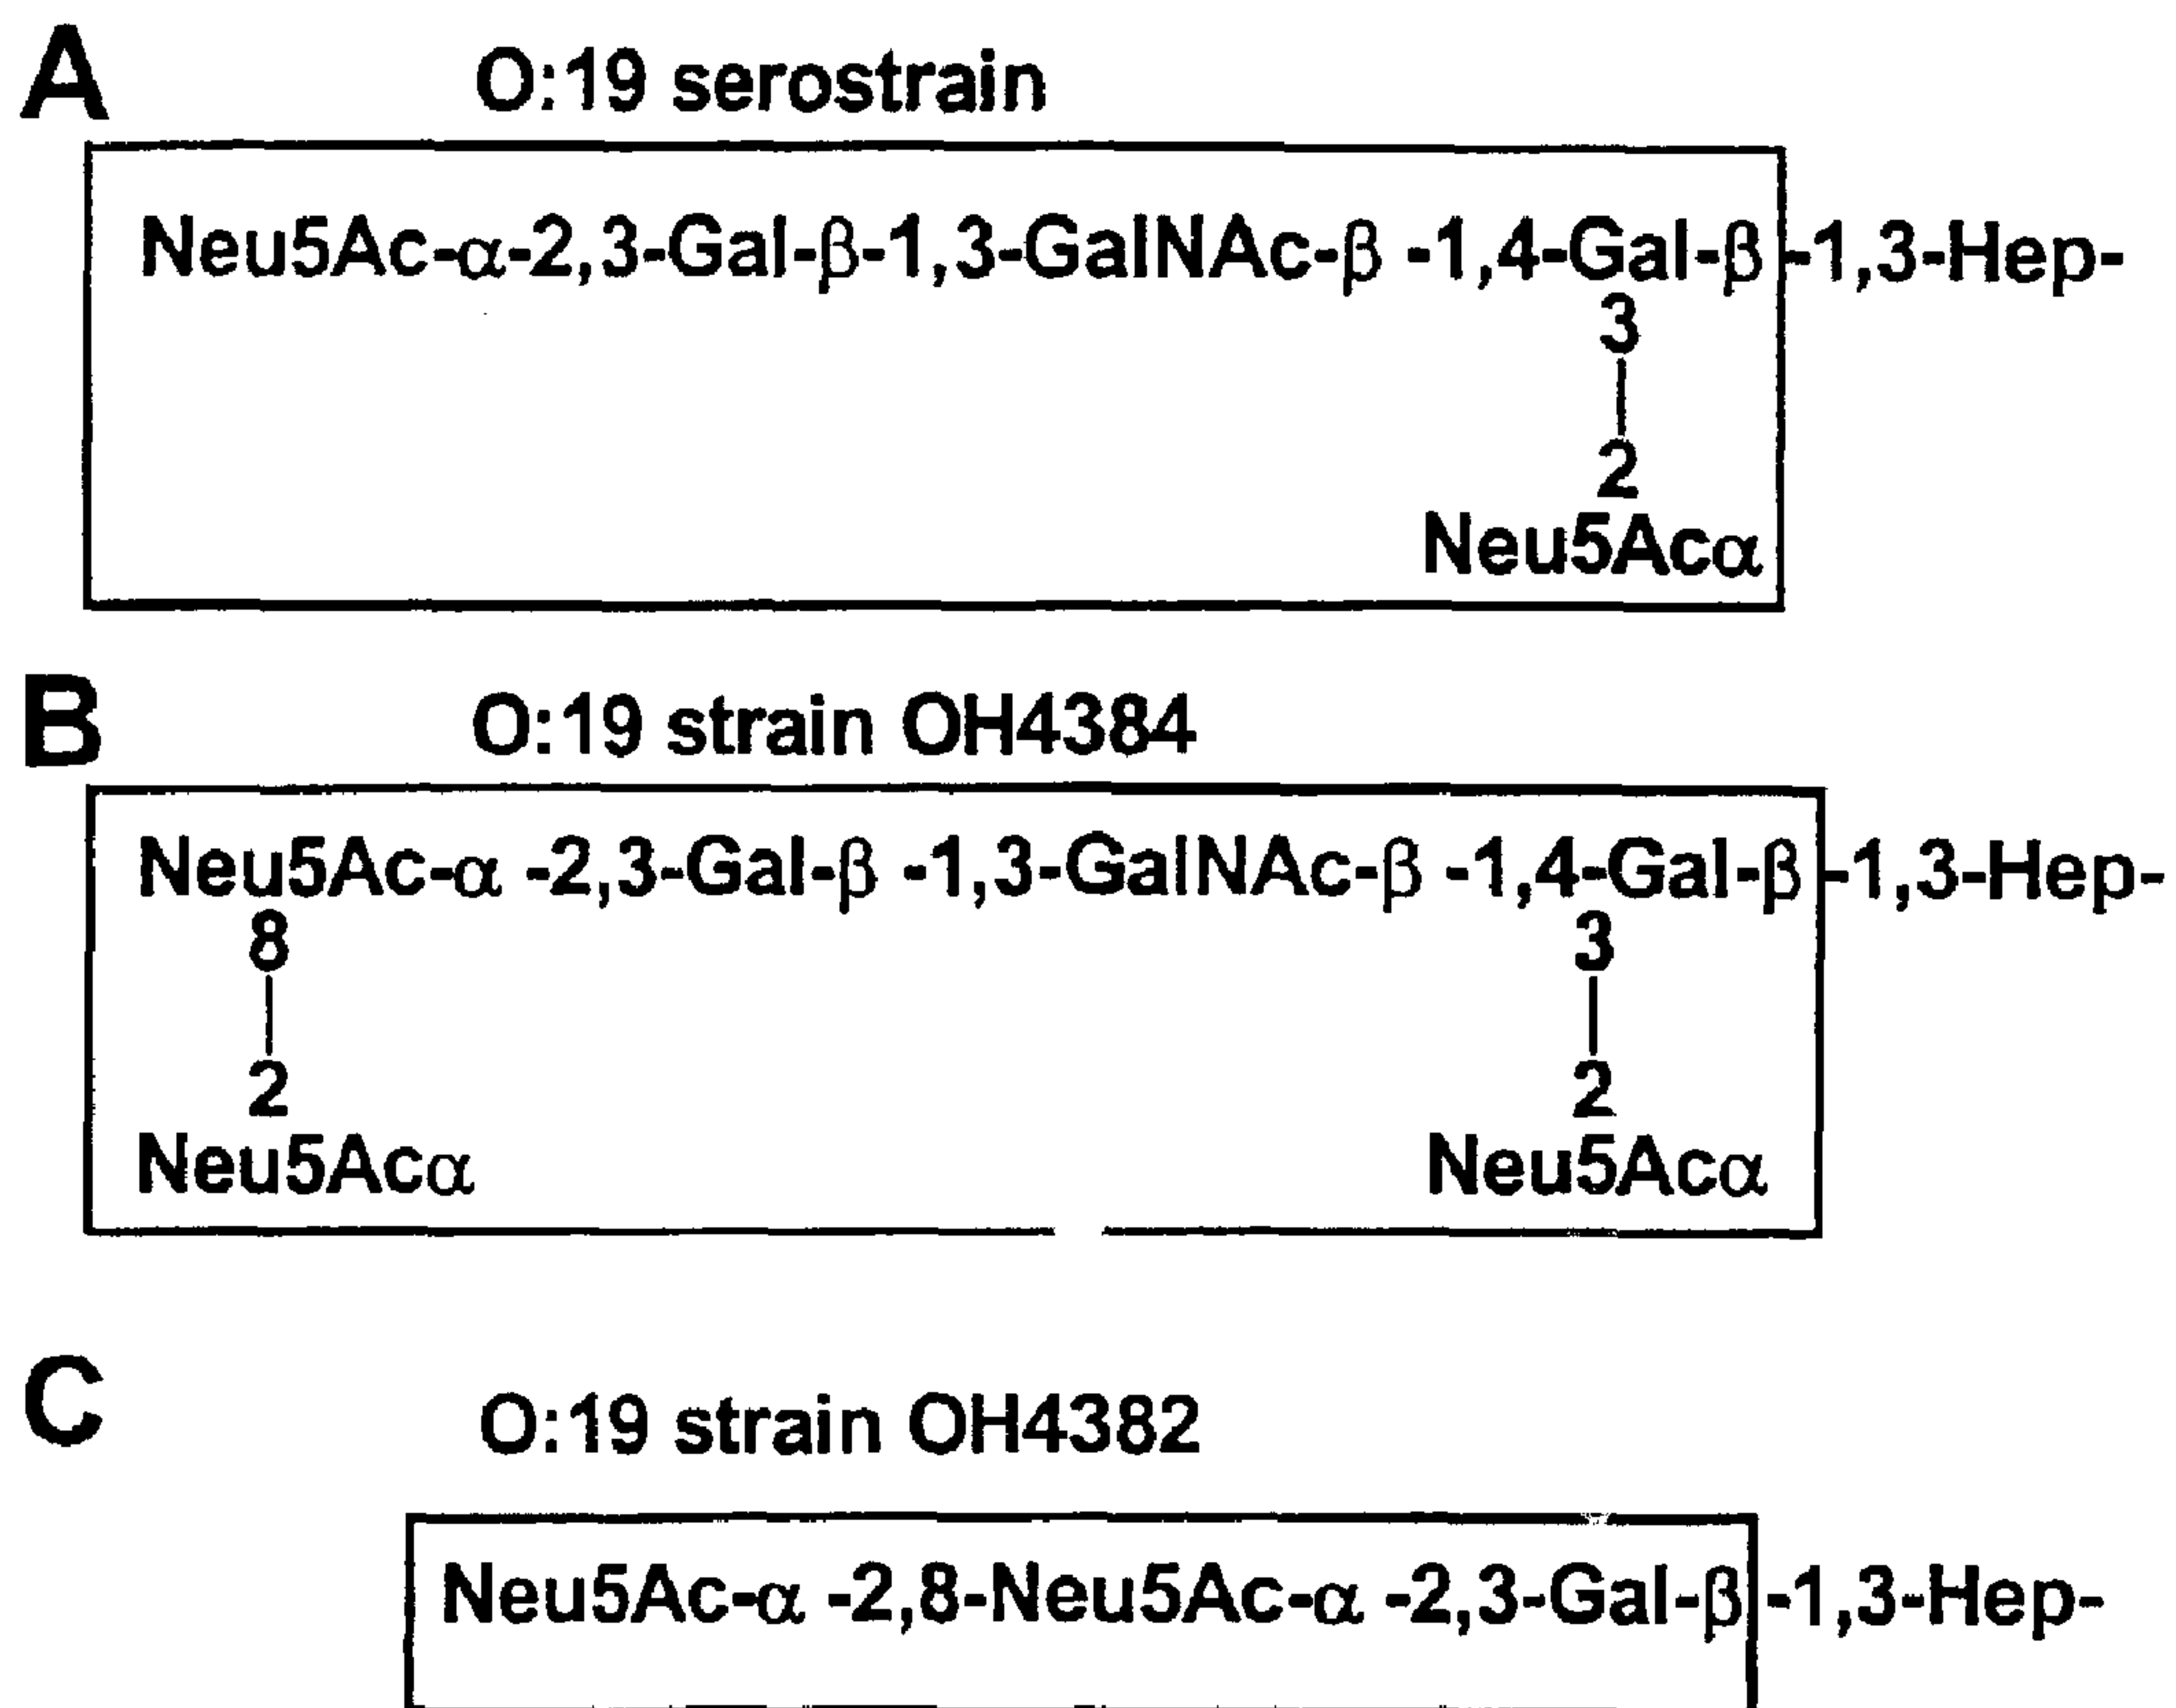 A
O:19 serostrain
Neu5Ac-α-2,3-Gal-β-1,3-GalNAc-β -1,4-Gal-β-1,3-Hep-
3
2
Neu5Acα
B
O:19 strain OH4384
Neu5Ac-α -2,3-Gal-β -1,3-GalNAc-β -1,4-Gal-β-1,3-Hep-
8 3
2 2
Neu5Acα Neu5Acα
C
O:19 strain OH4382
Neu5Ac-α -2,8-Neu5Ac-α -2,3-Gal-β -1,3-Hep-